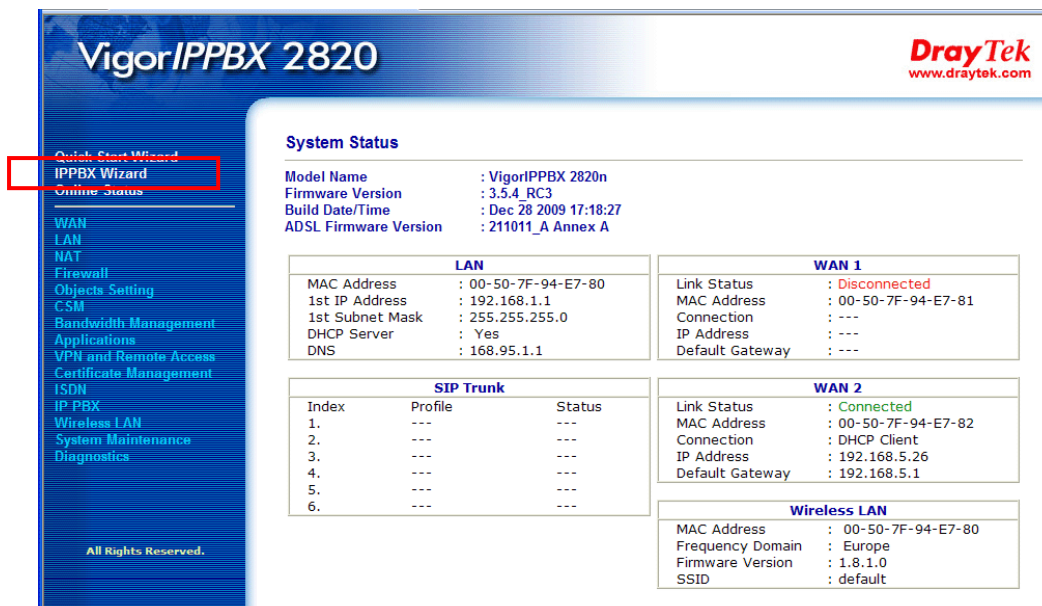 VigorIPPBX 2820
DrayTek
www.draytek.com
Quick Start Wizard
IPPBX Wizard
Online Status
WAN
LAN
NAT
Firewall
Objects Setting
CSM
Bandwidth Management
Applications
VPN and Remote Access
Certificate Management
ISDN
IP PBX
Wireless LAN
System Maintenance
Diagnostics
All Rights Reserved.
System Status
Model Name : VigorIPPBX 2820n
Firmware Version : 3.5.4_RC3
Build Date/Time : Dec 28 2009 17:18:27
ADSL Firmware Version : 211011_A Annex A
LAN
MAC Address : 00-50-7F-94-E7-80
1st IP Address : 192.168.1.1
1st Subnet Mask : 255.255.255.0
DHCP Server : Yes
DNS : 168.95.1.1
SIP Trunk
Index Profile Status
1. --- ---
2. --- ---
3. --- ---
4. --- ---
5. --- ---
6. --- ---
WAN 1
Link Status : Disconnected
MAC Address : 00-50-7F-94-E7-81
Connection : ---
IP Address : ---
Default Gateway : ---
WAN 2
Link Status : Connected
MAC Address : 00-50-7F-94-E7-82
Connection : DHCP Client
IP Address : 192.168.5.26
Default Gateway : 192.168.5.1
Wireless LAN
MAC Address : 00-50-7F-94-E7-80
Frequency Domain : Europe
Firmware Version : 1.8.1.0
SSID : default